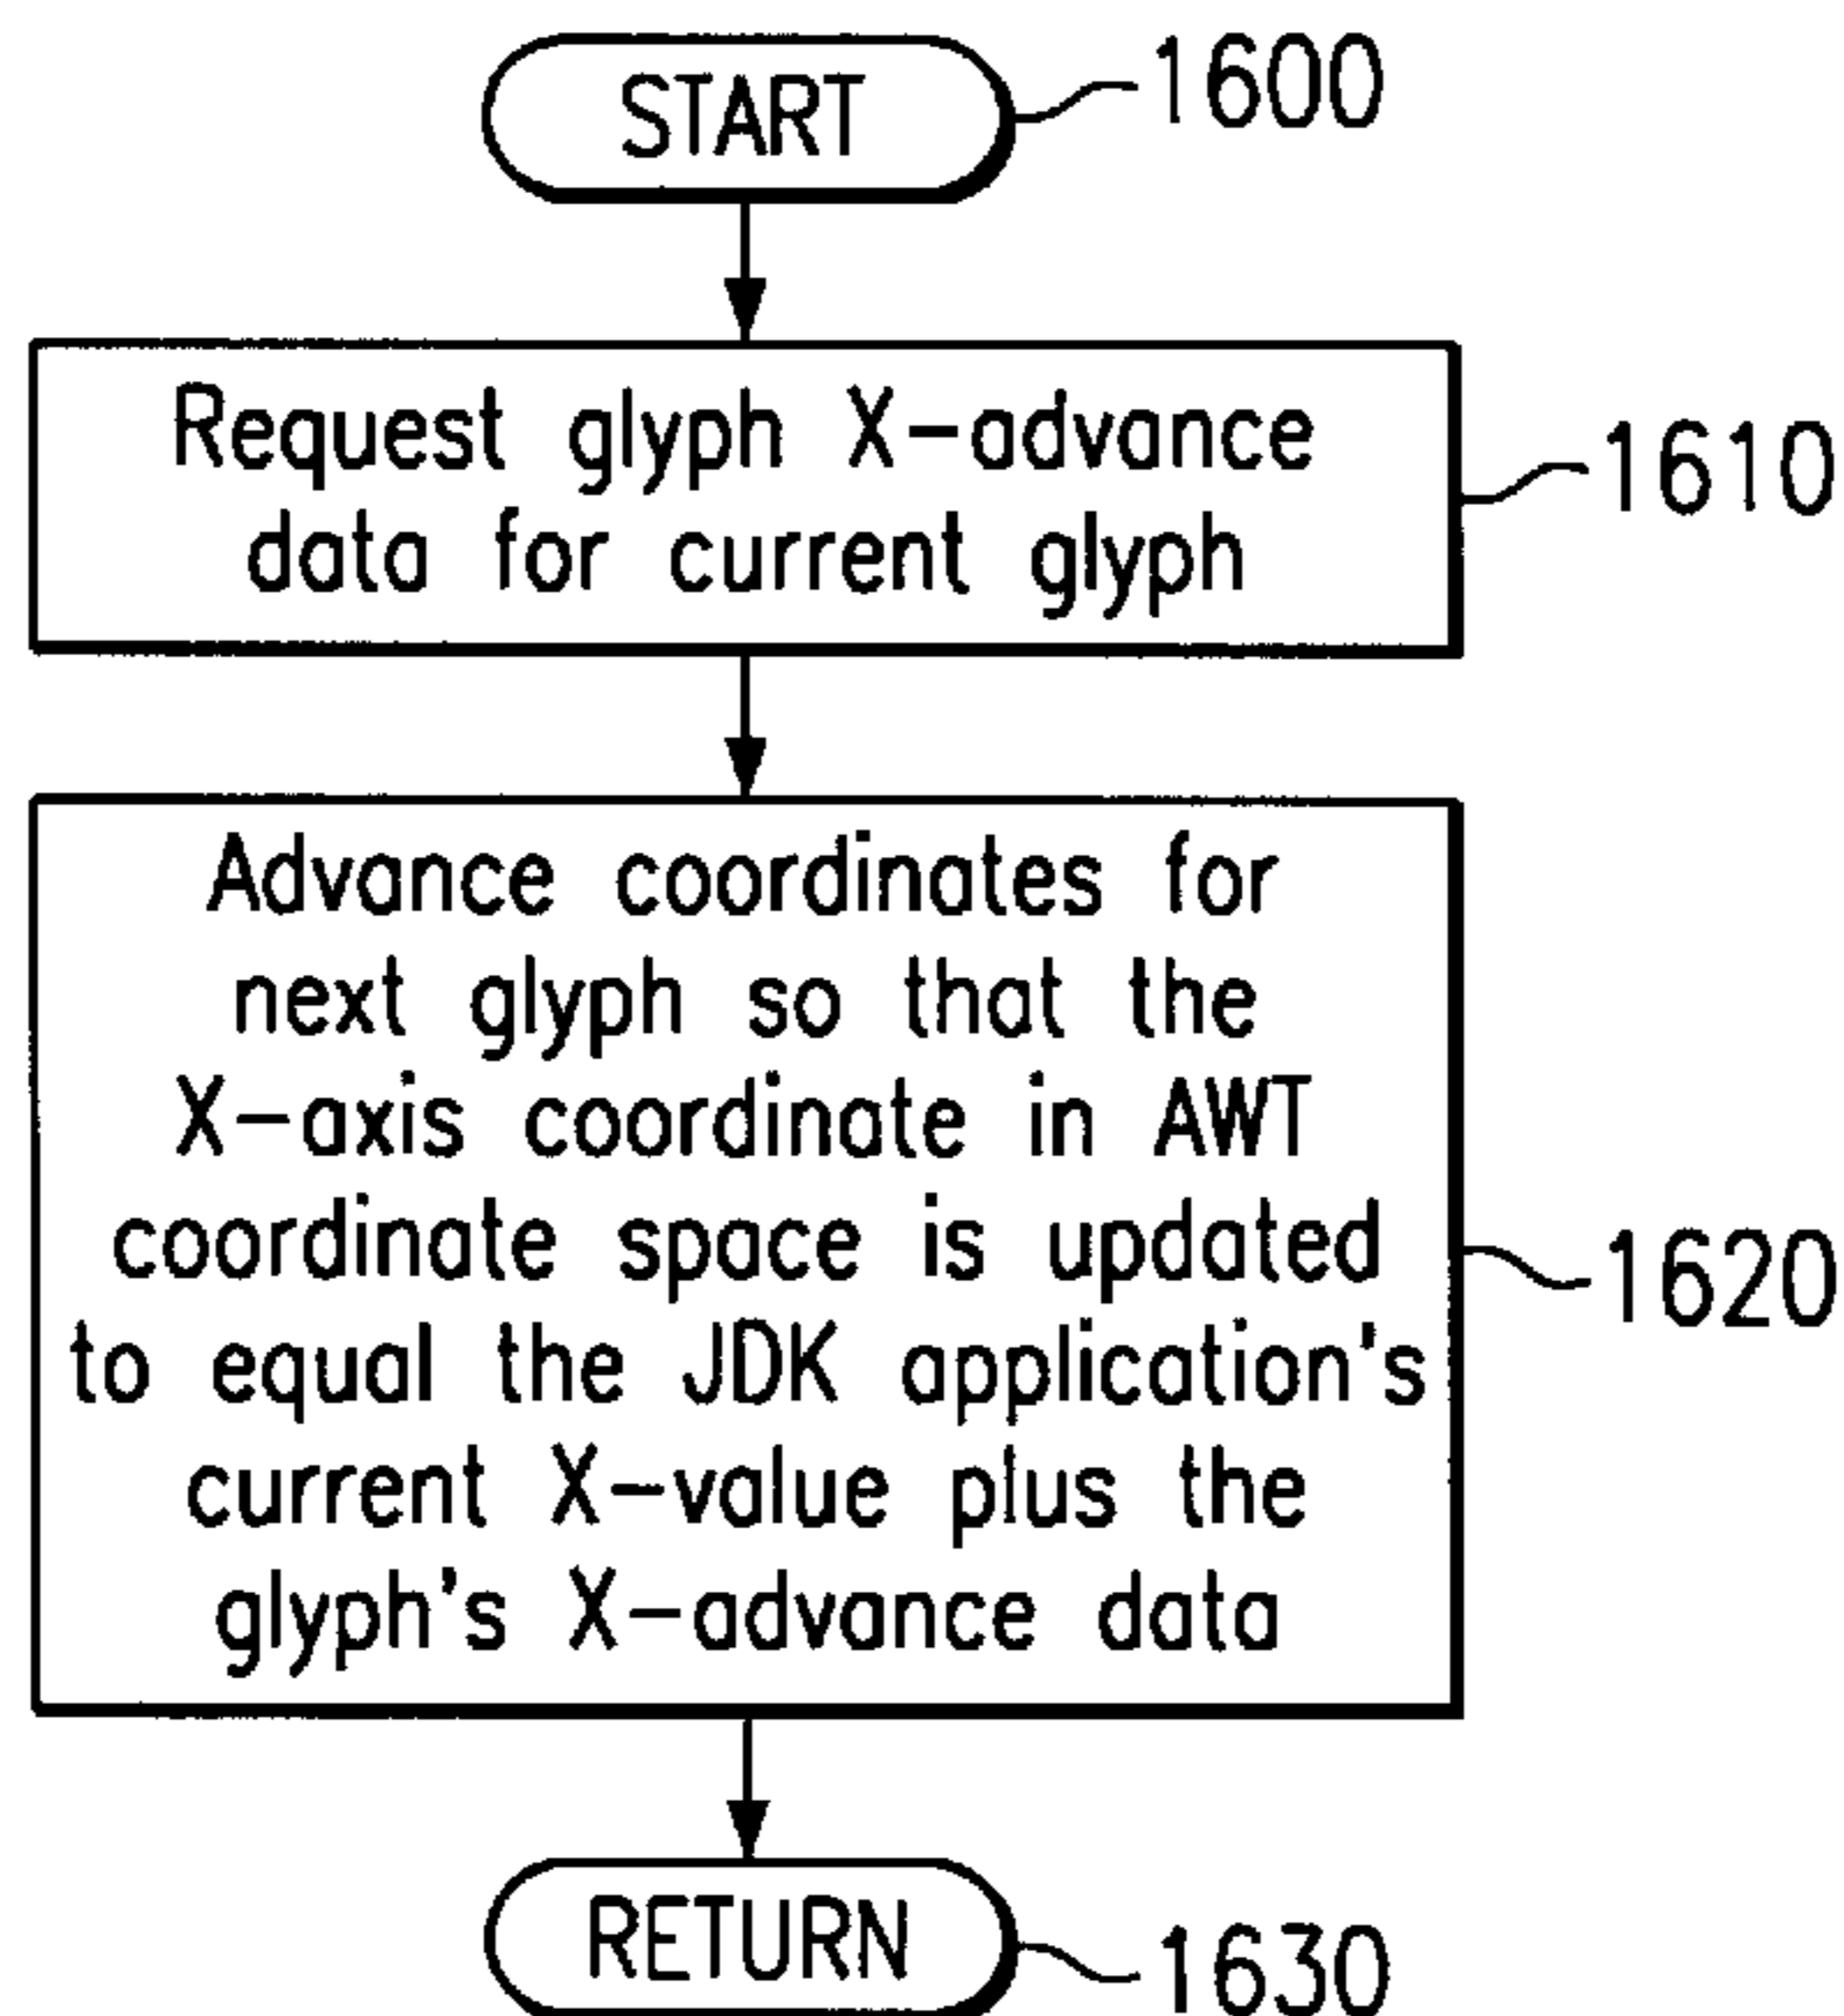 START
1600
Request glyph X-advance
data for current glyph
1610
Advance coordinates for
next glyph so that the
X-axis coordinate in AWT
coordinate space is updated
to equal the JDK application's
current X-value plus the
glyph's X-advance data
1620
RETURN
1630